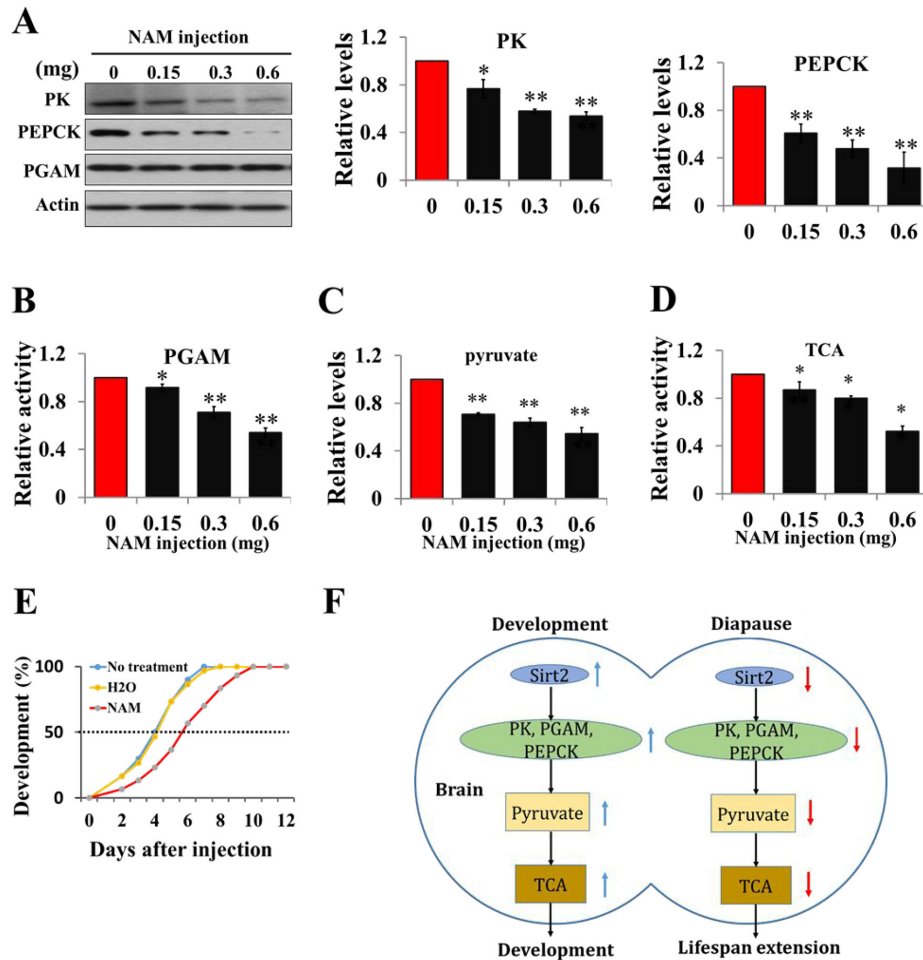 A
NAM injection
(mg) 0 0.15 0.3 0.6
PK
PEPCK
PGAM
Actin
PK
Relative levels
1.2
0.8
0.4
0
*
**
**
**
0 0.15 0.3 0.6
PEPCK
Relative levels
1.2
0.8
0.4
0
**
**
**
0 0.15 0.3 0.6
B
PGAM
Relative activity
1.2
0.8
0.4
0
*
**
**
**
0 0.15 0.3 0.6
NAM injection (mg)
C
pyruvate
Relative levels
1.2
0.8
0.4
0
**
**
**
**
0 0.15 0.3 0.6
NAM injection (mg)
D
TCA
Relative activity
1.2
0.8
0.4
0
*
*
*
0 0.15 0.3 0.6
NAM injection (mg)
E
Development (%)
100
50
0
No treatment
H2O
NAM
0 2 4 6 8 10 12
Days after injection
F
Development
Diapause
Sirt2
Sirt2
PK, PGAM,
PEPCK
PK, PGAM,
PEPCK
Brain
Pyruvate
Pyruvate
TCA
TCA
Development
Lifespan extension